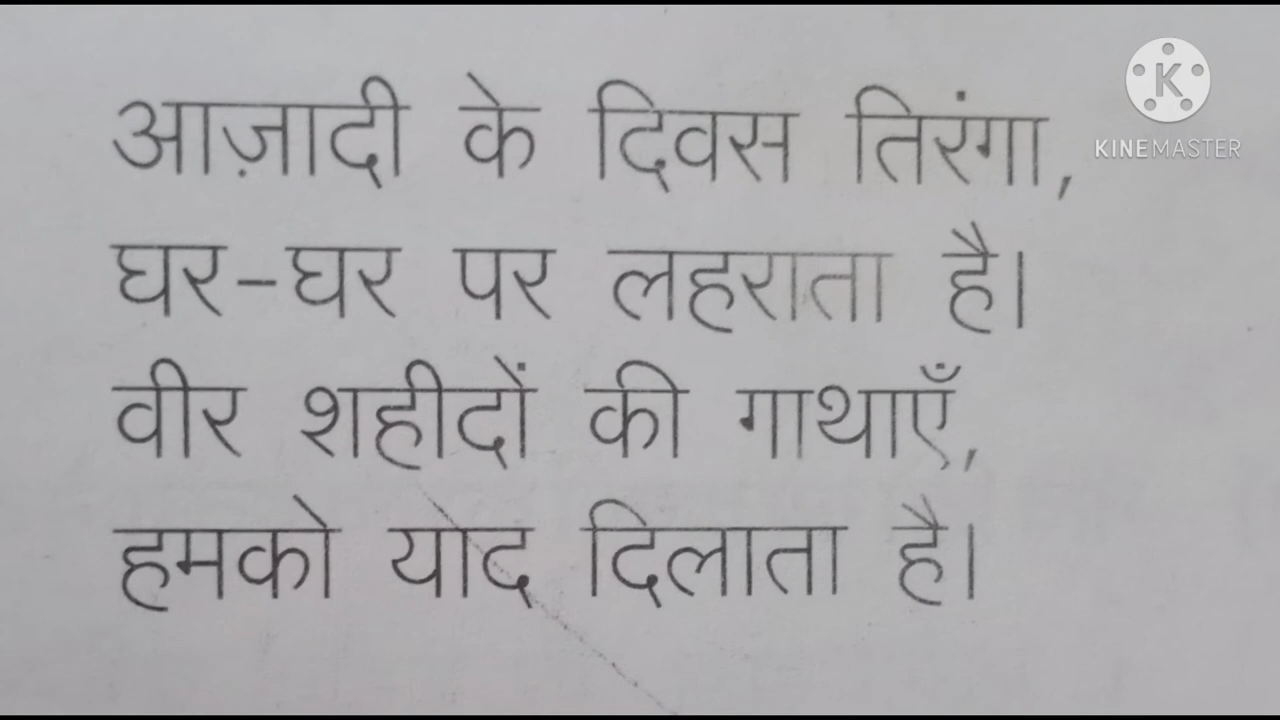 आज़ादी के दिवस तिरंगा,
घर-घर पर लहराता है।
वीर शहीदों की गाथाएँ,
हमको याद दिलाता है।
KINEMASTER